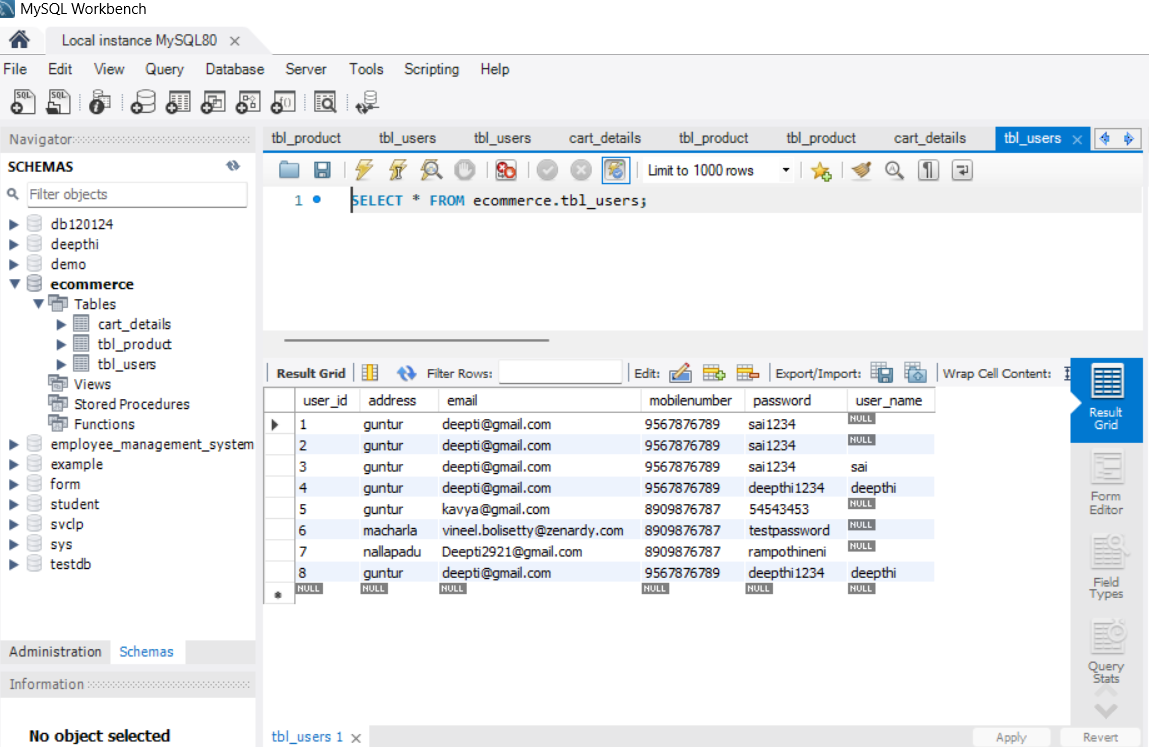 MySQL Workbench
Local instance MySQL80
File Edit View Query Database Server Tools Scripting Help
SQL SQL
Navigator
tbl_product tbl_users tbl_users cart_details tbl_product tbl_product cart_details tbl_users
SCHEMAS
Limit to 1000 rows
Filter objects
1 SELECT * FROM ecommerce.tbl_users;
db120124
deepthi
demo
ecommerce
Tables
cart_details
tbl_product
tbl_users
Views
Stored Procedures
Functions
employee_management_system
example
form
student
svclp
sys
testdb
Result Grid Filter Rows: Edit: Export/Import: Wrap Cell Content:
user_id address email mobilenumber password user_name
1 guntur deepti@gmail.com 9567876789 sai1234 NULL
2 guntur deepti@gmail.com 9567876789 sai1234 NULL
3 guntur deepti@gmail.com 9567876789 sai1234 sai
4 guntur deepti@gmail.com 9567876789 deepthi1234 deepthi
5 guntur kavya@gmail.com 8909876787 54543453 NULL
6 macharla vineel.bolisetty@zenardy.com 8909876787 testpassword NULL
7 nallapadu Deepti2921@gmail.com 8909876787 rampothineni NULL
8 guntur deepti@gmail.com 9567876789 deepthi1234 deepthi
NULL NULL NULL NULL NULL NULL
Result
Grid
Form
Editor
Field
Types
Query
Stats
Administration Schemas
Information
No object selected
tbl_users 1
Apply Revert